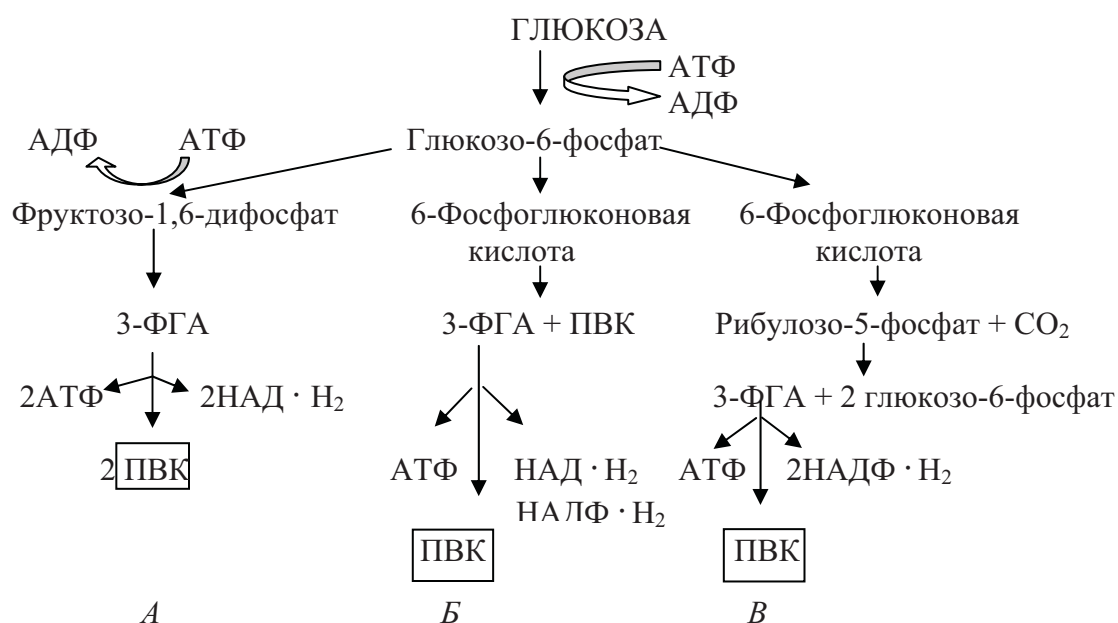 ГЛЮКОЗА
АТФ
АДФ
АДФ АТФ Глюкозо-6-фосфат
Фруктозо-1,6-дифосфат 6-Фосфоглюконовая 6-Фосфоглюконовая
кислота кислота
3-ФГА 3-ФГА + ПВК Рибулозо-5-фосфат + CO₂
2АТФ 2НАД · H₂ 3-ФГА + 2 глюкозо-6-фосфат
2 ПВК АТФ НАД · H₂ АТФ 2НАДФ · H₂
НАДФ · H₂
ПВК ПВК
А Б В